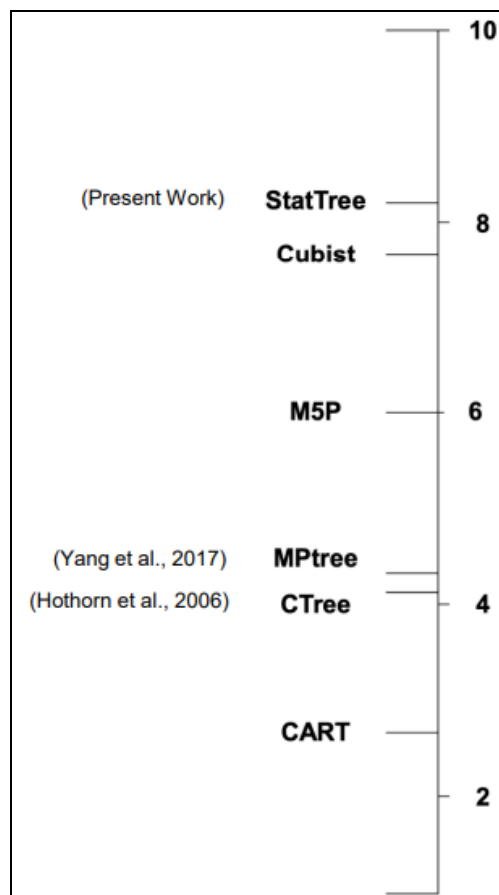 10
(Present Work) StatTree
8
Cubist
M5P 6
(Yang et al., 2017) MPtree
(Hothorn et al., 2006) CTree 4
CART
2